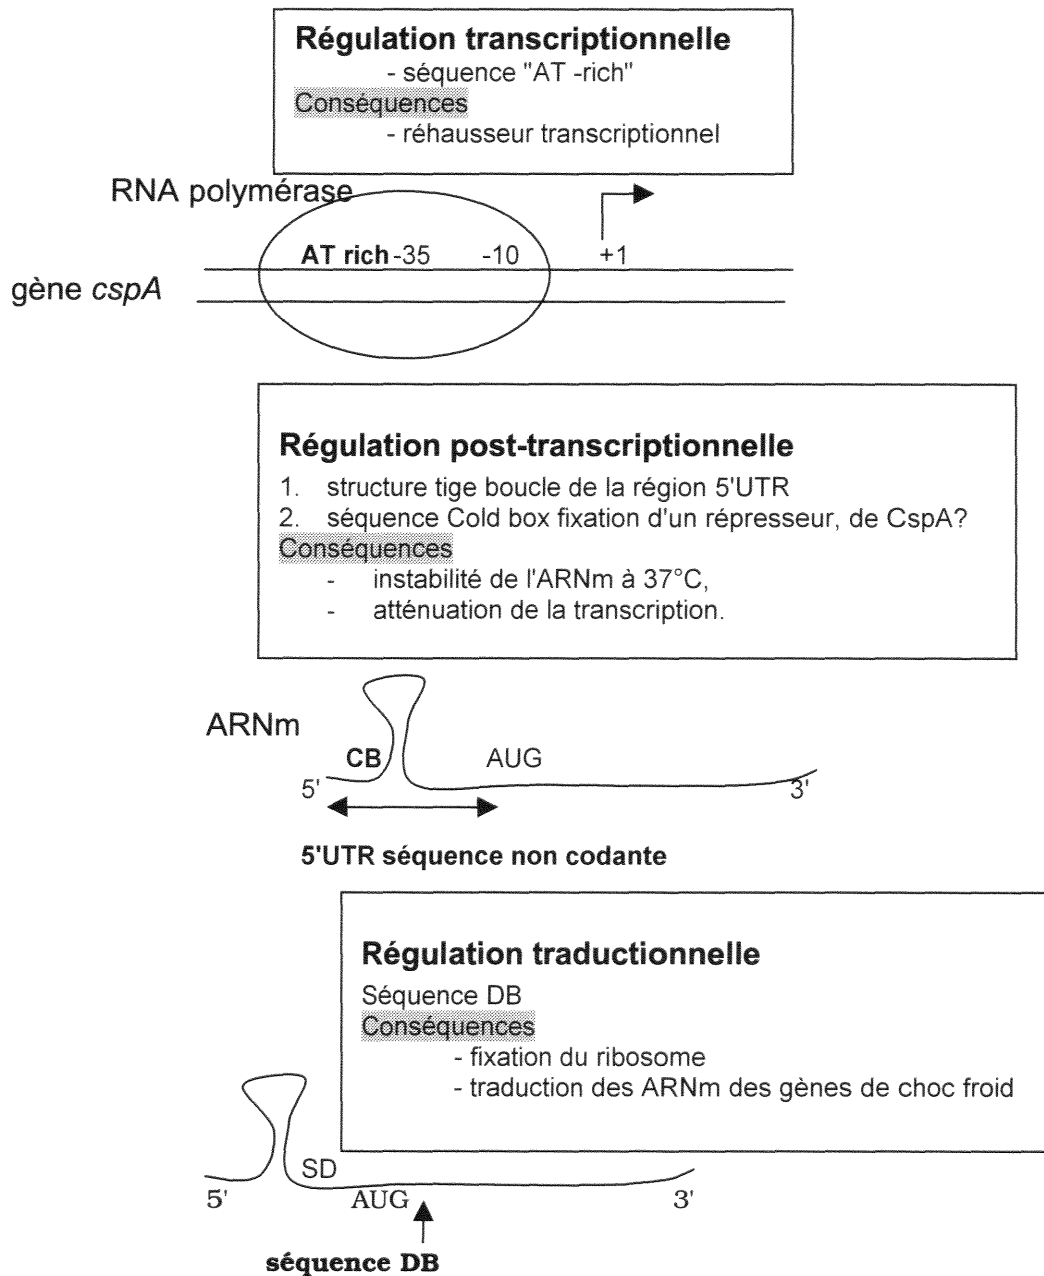 Régulation transcriptionnelle
- séquence "AT -rich"
Conséquences
- réhausseur transcriptionnel
RNA polymérase
AT rich -35 -10 +1
gène cspA
Régulation post-transcriptionnelle
1. structure tige boucle de la région 5'UTR
2. séquence Cold box fixation d'un répresseur, de CspA?
Conséquences
- instabilité de l'ARNm à 37°C,
- atténuation de la transcription.
ARNm
CB AUG
5' 3'
5'UTR séquence non codante
Régulation traductionnelle
Séquence DB
Conséquences
- fixation du ribosome
- traduction des ARNm des gènes de choc froid
SD
5' AUG 3'
séquence DB